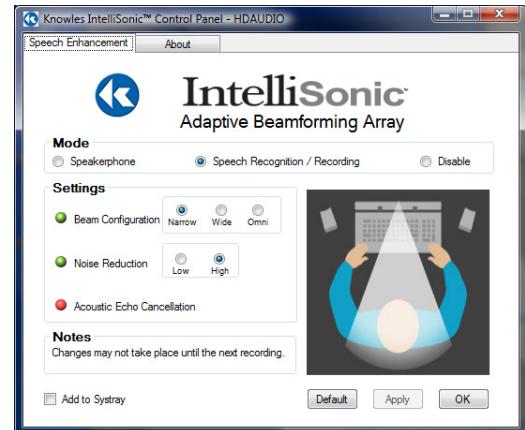 Knowles IntelliSonic™ Control Panel - HDAUDIO
Speech Enhancement About
IntelliSonic™
Adaptive Beamforming Array
Mode
Speakerphone Speech Recognition / Recording Disable
Settings
Beam Configuration Narrow Wide Omni
Noise Reduction Low High
Acoustic Echo Cancellation
Notes
Changes may not take place until the next recording.
Add to Systray Default Apply OK